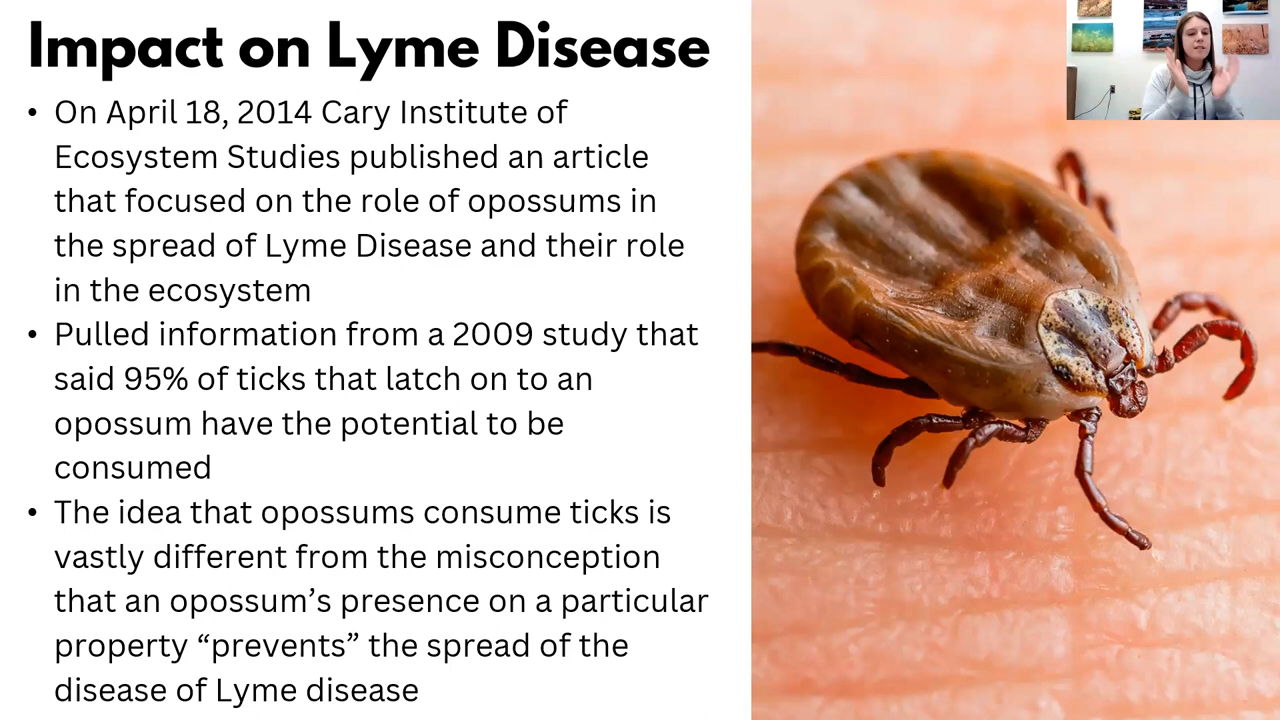 Impact on Lyme Disease
• On April 18, 2014 Cary Institute of
Ecosystem Studies published an article
that focused on the role of opossums in
the spread of Lyme Disease and their role
in the ecosystem
• Pulled information from a 2009 study that
said 95% of ticks that latch on to an
opossum have the potential to be
consumed
• The idea that opossums consume ticks is
vastly different from the misconception
that an opossum’s presence on a particular
property “prevents” the spread of the
disease of Lyme disease